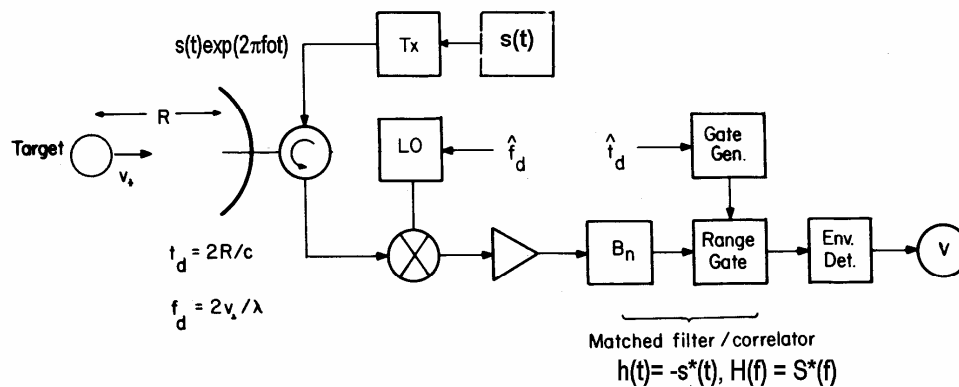 s(t)exp(2πfot)
Tx
s(t)
R
Target
v₊
LO
f̂d
t̂d
Gate
Gen.
td = 2R/c
fd = 2v₊/λ
Bn
Range
Gate
Env.
Det.
V
Matched filter/correlator
h(t)= -s*(t), H(f) = S*(f)